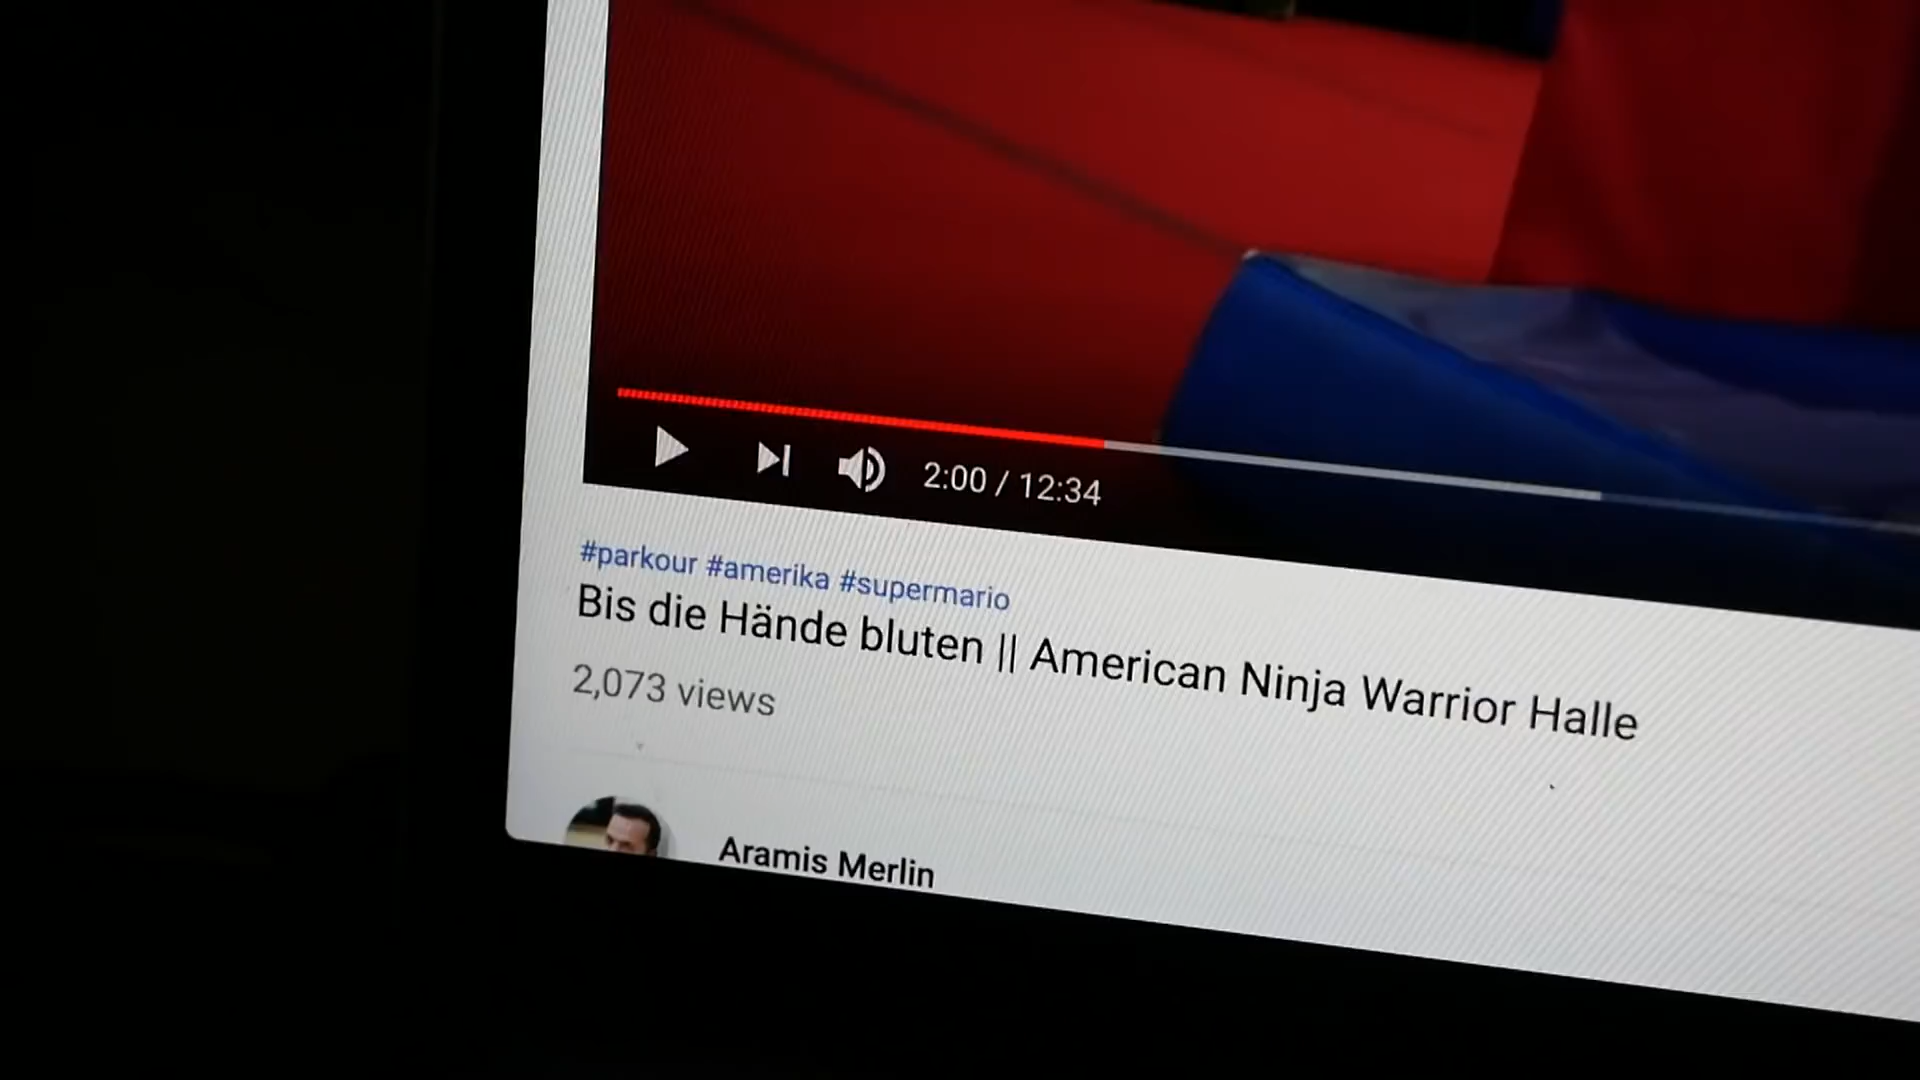 2:00 / 12:34
#parkour #amerika #supermario
Bis die Hände bluten || American Ninja Warrior Halle
2,073 views
Aramis Merlin